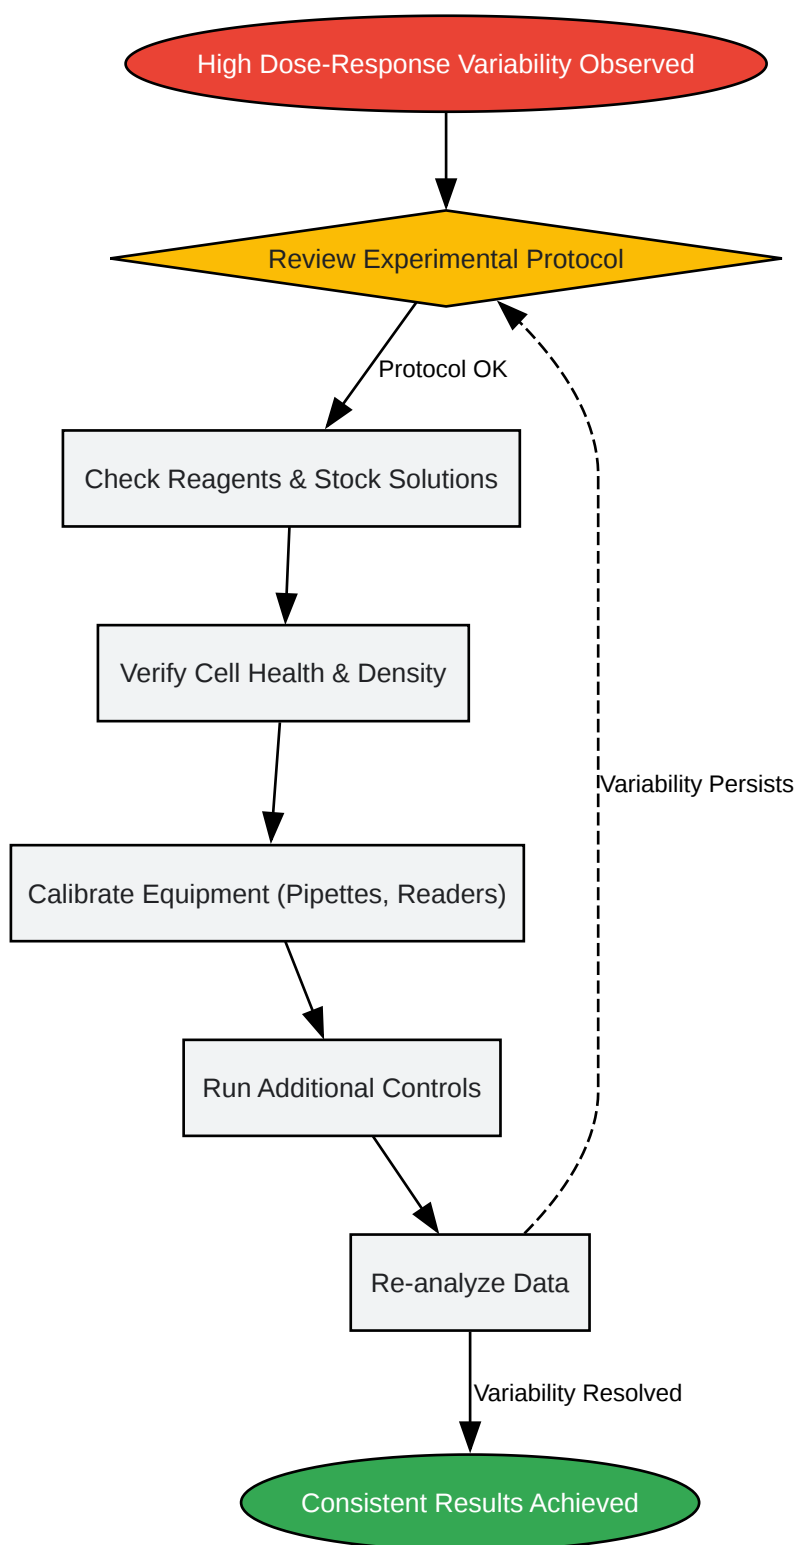 High Dose-Response Variability Observed
Review Experimental Protocol
Protocol OK
Check Reagents & Stock Solutions
Verify Cell Health & Density
Variability Persists
Calibrate Equipment (Pipettes, Readers)
Run Additional Controls
Re-analyze Data
Variability Resolved
Consistent Results Achieved